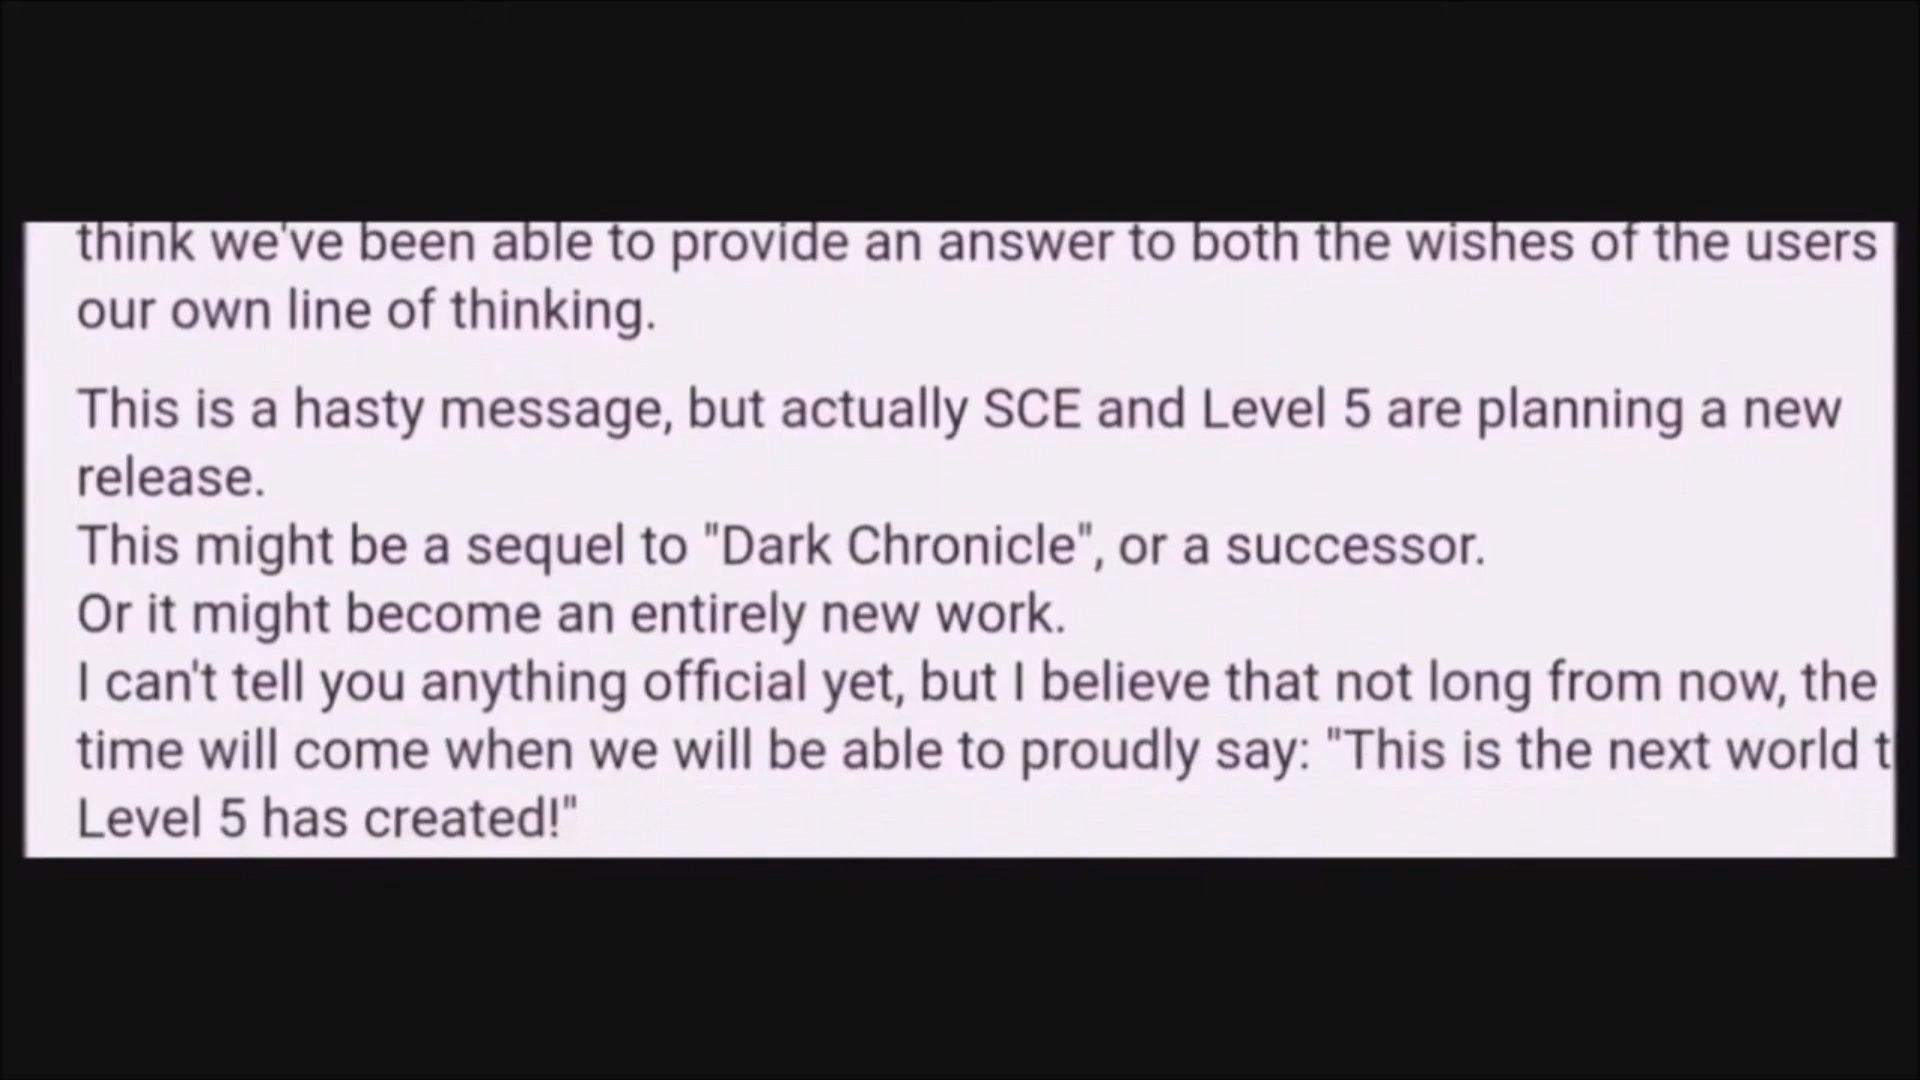 think we've been able to provide an answer to both the wishes of the users
our own line of thinking.
This is a hasty message, but actually SCE and Level 5 are planning a new
release.
This might be a sequel to "Dark Chronicle", or a successor.
Or it might become an entirely new work.
I can't tell you anything official yet, but I believe that not long from now, the
time will come when we will be able to proudly say: "This is the next world t
Level 5 has created!"